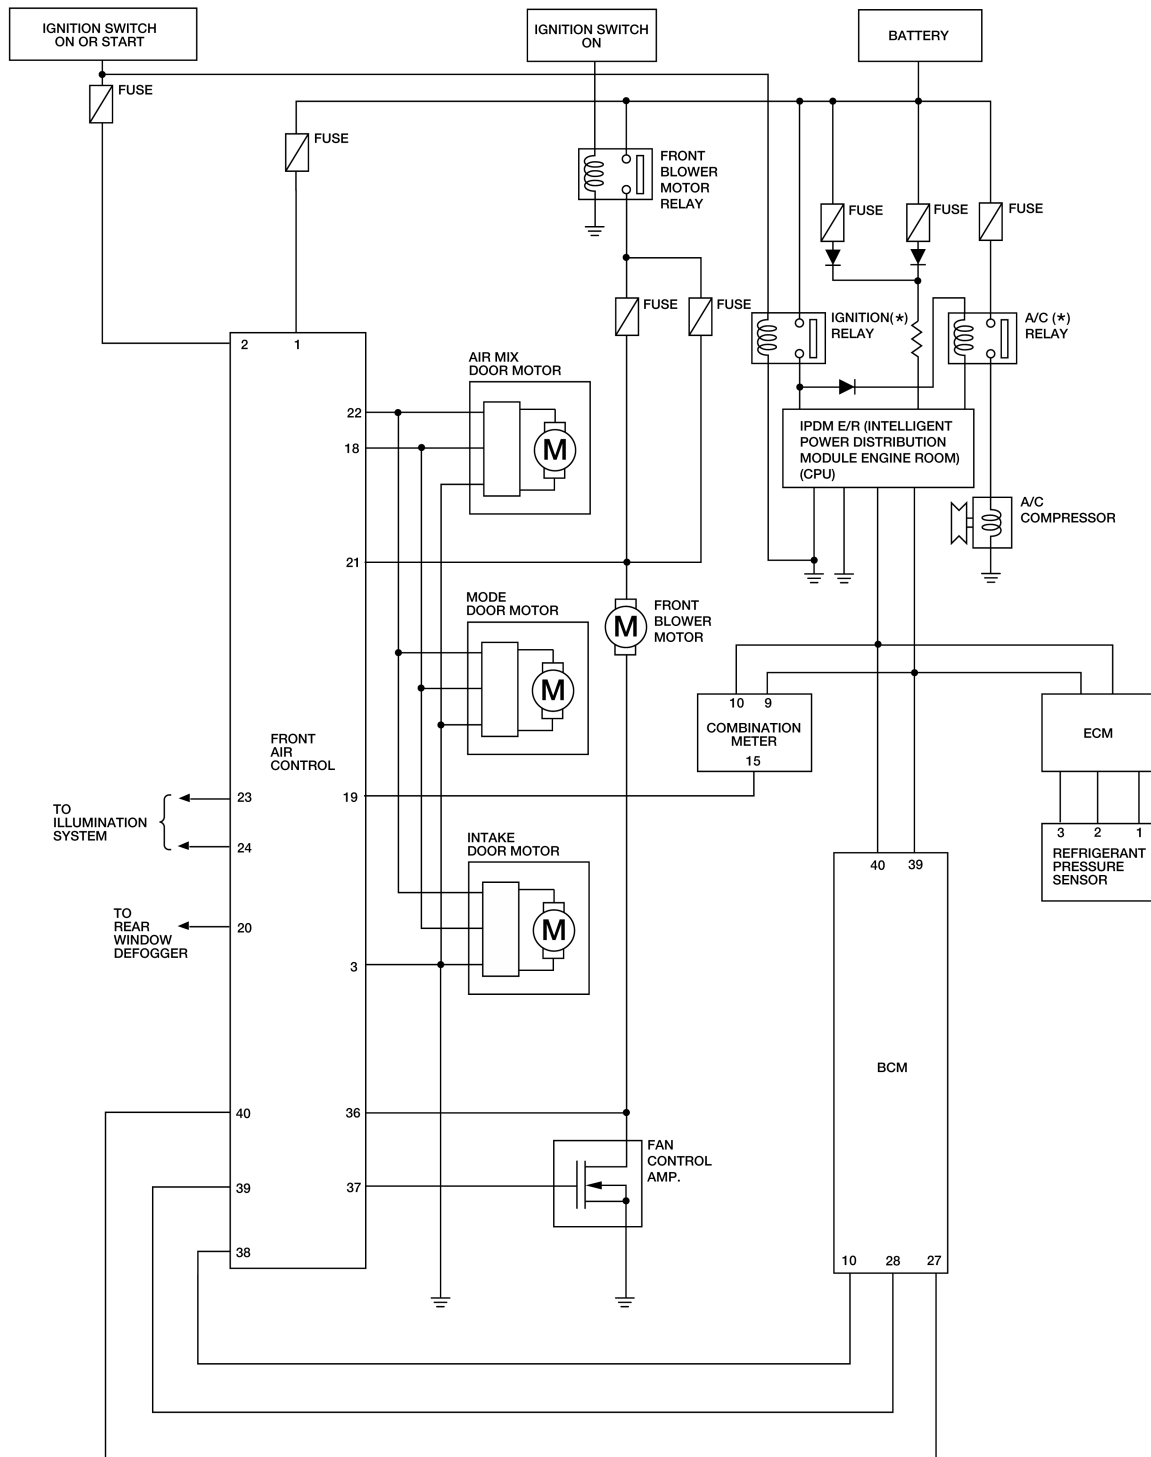 IGNITION SWITCH
ON OR START
IGNITION SWITCH
ON
BATTERY
FUSE
FUSE
FRONT
BLOWER
MOTOR
RELAY
FUSE
FUSE
FUSE
FUSE
FUSE
IGNITION(*)
RELAY
A/C (*)
RELAY
2
1
AIR MIX
DOOR MOTOR
22
18
M
IPDM E/R (INTELLIGENT
POWER DISTRIBUTION
MODULE ENGINE ROOM)
(CPU)
A/C
COMPRESSOR
21
MODE
DOOR MOTOR
M
FRONT
BLOWER
MOTOR
M
10
9
COMBINATION
METER
15
ECM
FRONT
AIR
CONTROL
23
19
TO
ILLUMINATION
SYSTEM
24
3
2
1
REFRIGERANT
PRESSURE
SENSOR
INTAKE
DOOR MOTOR
M
40
39
TO
REAR
WINDOW
DEFOGGER
20
3
BCM
40
36
FAN
CONTROL
AMP.
39
37
38
10
28
27